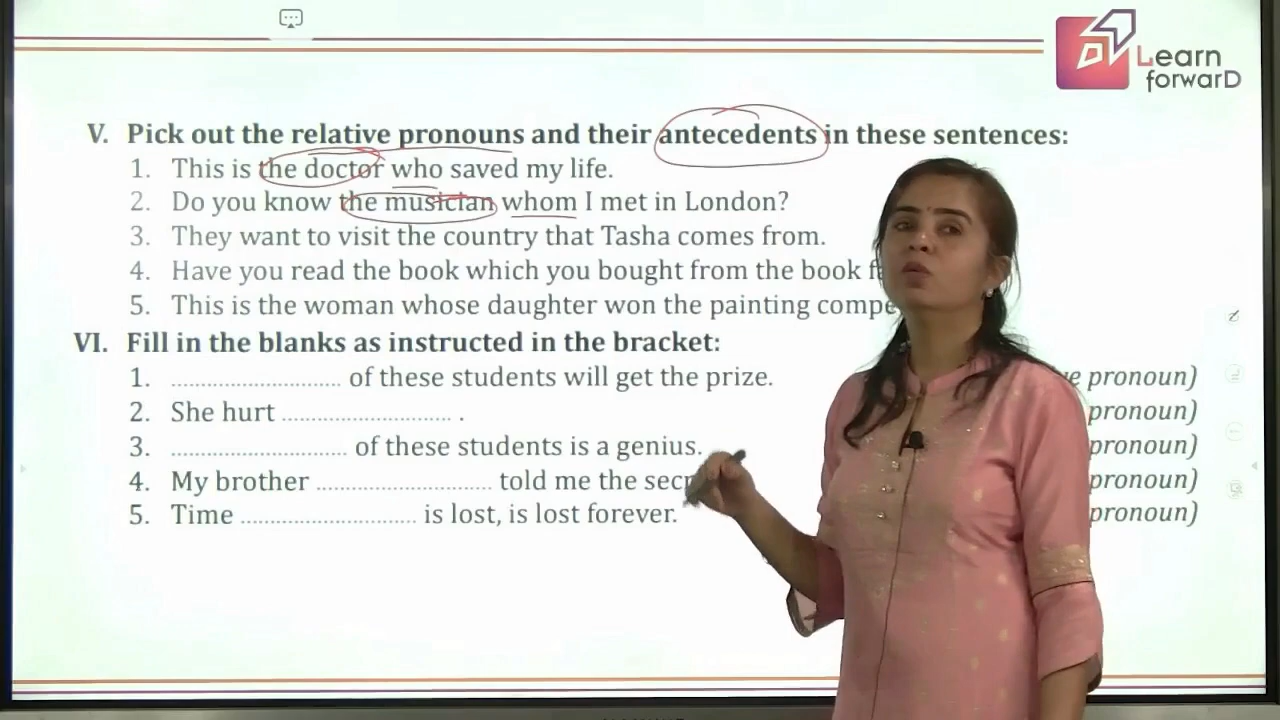 Learn
forwarD
V. Pick out the relative pronouns and their antecedents in these sentences:
1. This is the doctor who saved my life.
2. Do you know the musician whom I met in London?
3. They want to visit the country that Tasha comes from.
4. Have you read the book which you bought from the book
5. This is the woman whose daughter won the painting
VI. Fill in the blanks as instructed in the bracket:
1. ................................ of these students will get the prize. pronoun)
2. She hurt ................................ . pronoun)
3. ................................ of these students is a genius. pronoun)
4. My brother ................................ told me the pronoun)
5. Time ................................ is lost, is lost forever. pronoun)